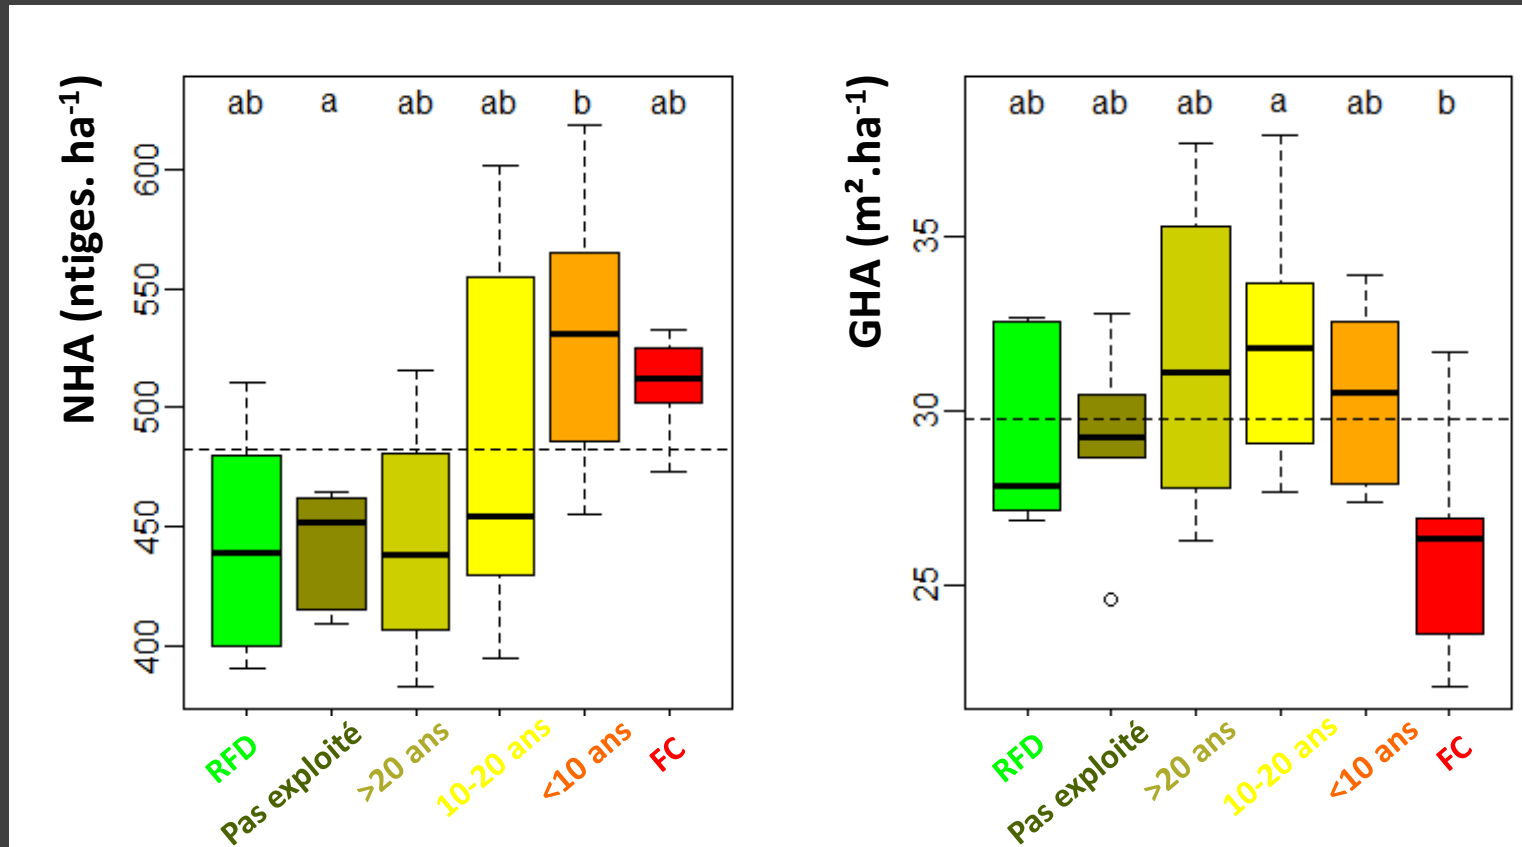 NHA (ntiges. ha⁻¹)
ab a ab ab b ab
600
550
500
450
400
RFD
Pas exploité
>20 ans
10-20 ans
<10 ans
FC
GHA (m².ha⁻¹)
ab ab ab a ab b
35
30
25
RFD
Pas exploité
>20 ans
10-20 ans
<10 ans
FC